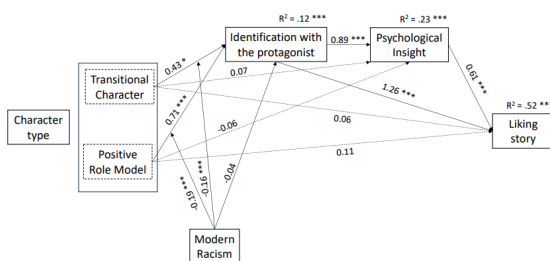 R² = .12 ***
R² = .23 ***
Identification with
the protagonist
0.89 ***
Psychological
Insight
0.43 *
0.07
Transitional
Character
0.71 ***
0.61 ***
1.26 ***
R² = .52 ***
Character
type
-0.06
0.06
Liking
story
Positive
Role Model
0.11
-0.04
-0.16 ***
-0.19 ***
Modern
Racism